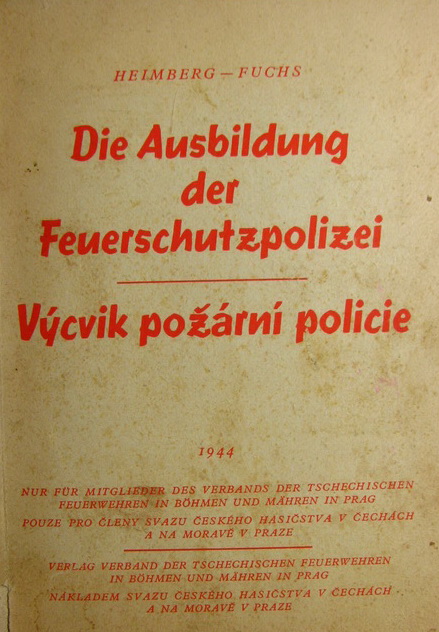 HEIMBERG — FUCHS
Die Ausbildung
der
Feuerschutzpolizei
Výcvik požární policie
1944
NUR FÜR MITGLIEDER DES VERBANDS DER TSCHECHISCHEN
FEUERWEHREN IN BÖHMEN UND MÄHREN IN PRAG
POUZE PRO ČLENY SVAZU ČESKÉHO HASIČSTVA V ČECHÁCH
A NA MORAVĚ V PRAZE
VERLAG VERBAND DER TSCHECHISCHEN FEUERWEHREN
IN BÖHMEN UND MÄHREN IN PRAG
NÁKLADEM SVAZU ČESKÉHO HASIČSTVA V ČECHÁCH
A NA MORAVĚ V PRAZE